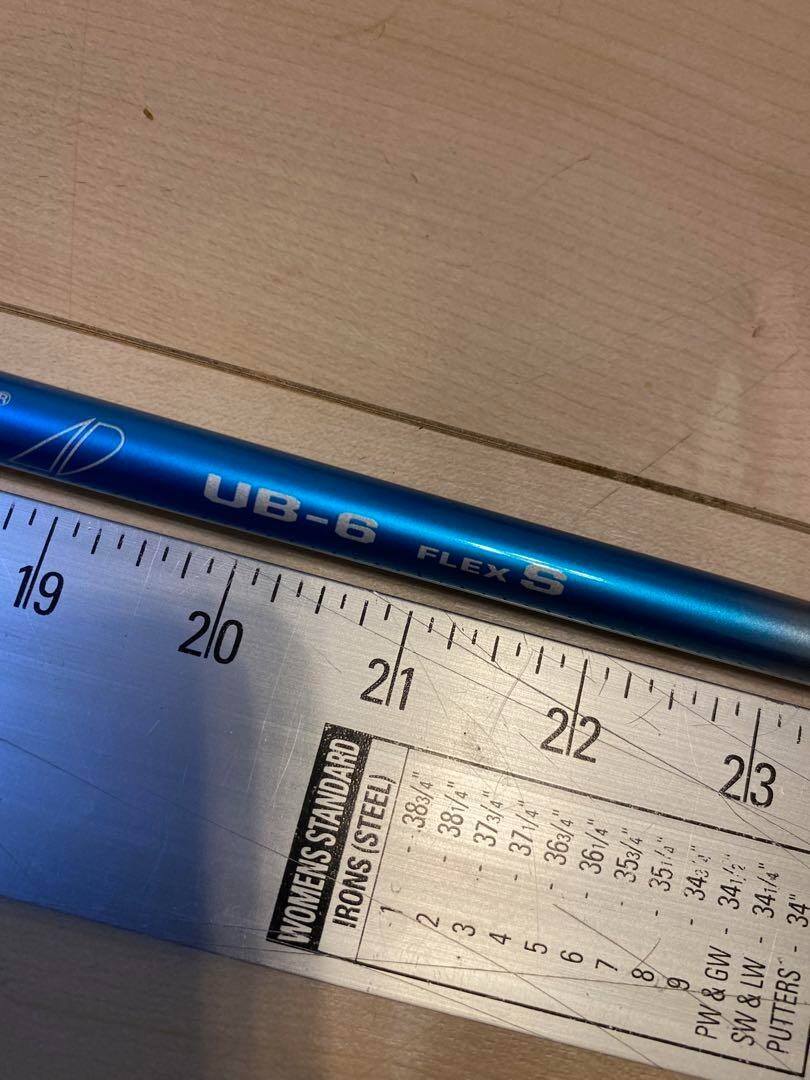 ® AD UB-6 FLEX S
19 20 21 22 23
WOMENS STANDARD
IRONS (STEEL)
1 - 38 3/4"
2 - 38 1/4"
3 - 37 3/4"
4 - 37 1/4"
5 - 36 3/4"
6 - 36 1/4"
7 - 35 3/4"
8 - 35 1/4"
9 - 34 3/4"
PW & GW - 34 1/2"
SW & LW - 34 1/4"
PUTTERS - 34"